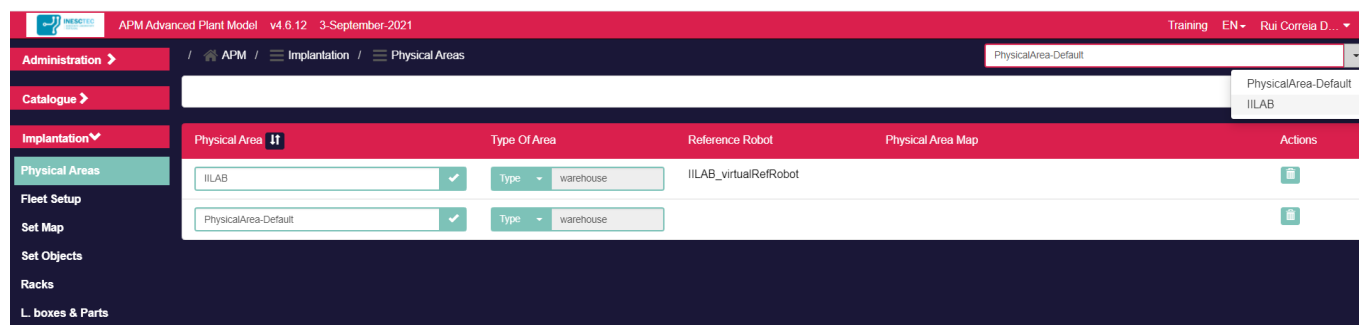 INESCTEC APM Advanced Plant Model v4.6.12 3-September-2021 Training EN Rui Correia D...
Administration / APM / Implantation / Physical Areas PhysicalArea-Default
PhysicalArea-Default
Catalogue IILAB
Implantation Physical Area Type Of Area Reference Robot Physical Area Map Actions
Physical Areas IILAB Type warehouse IILAB_virtualRefRobot
Fleet Setup
PhysicalArea-Default Type warehouse
Set Map
Set Objects
Racks
L. boxes & Parts